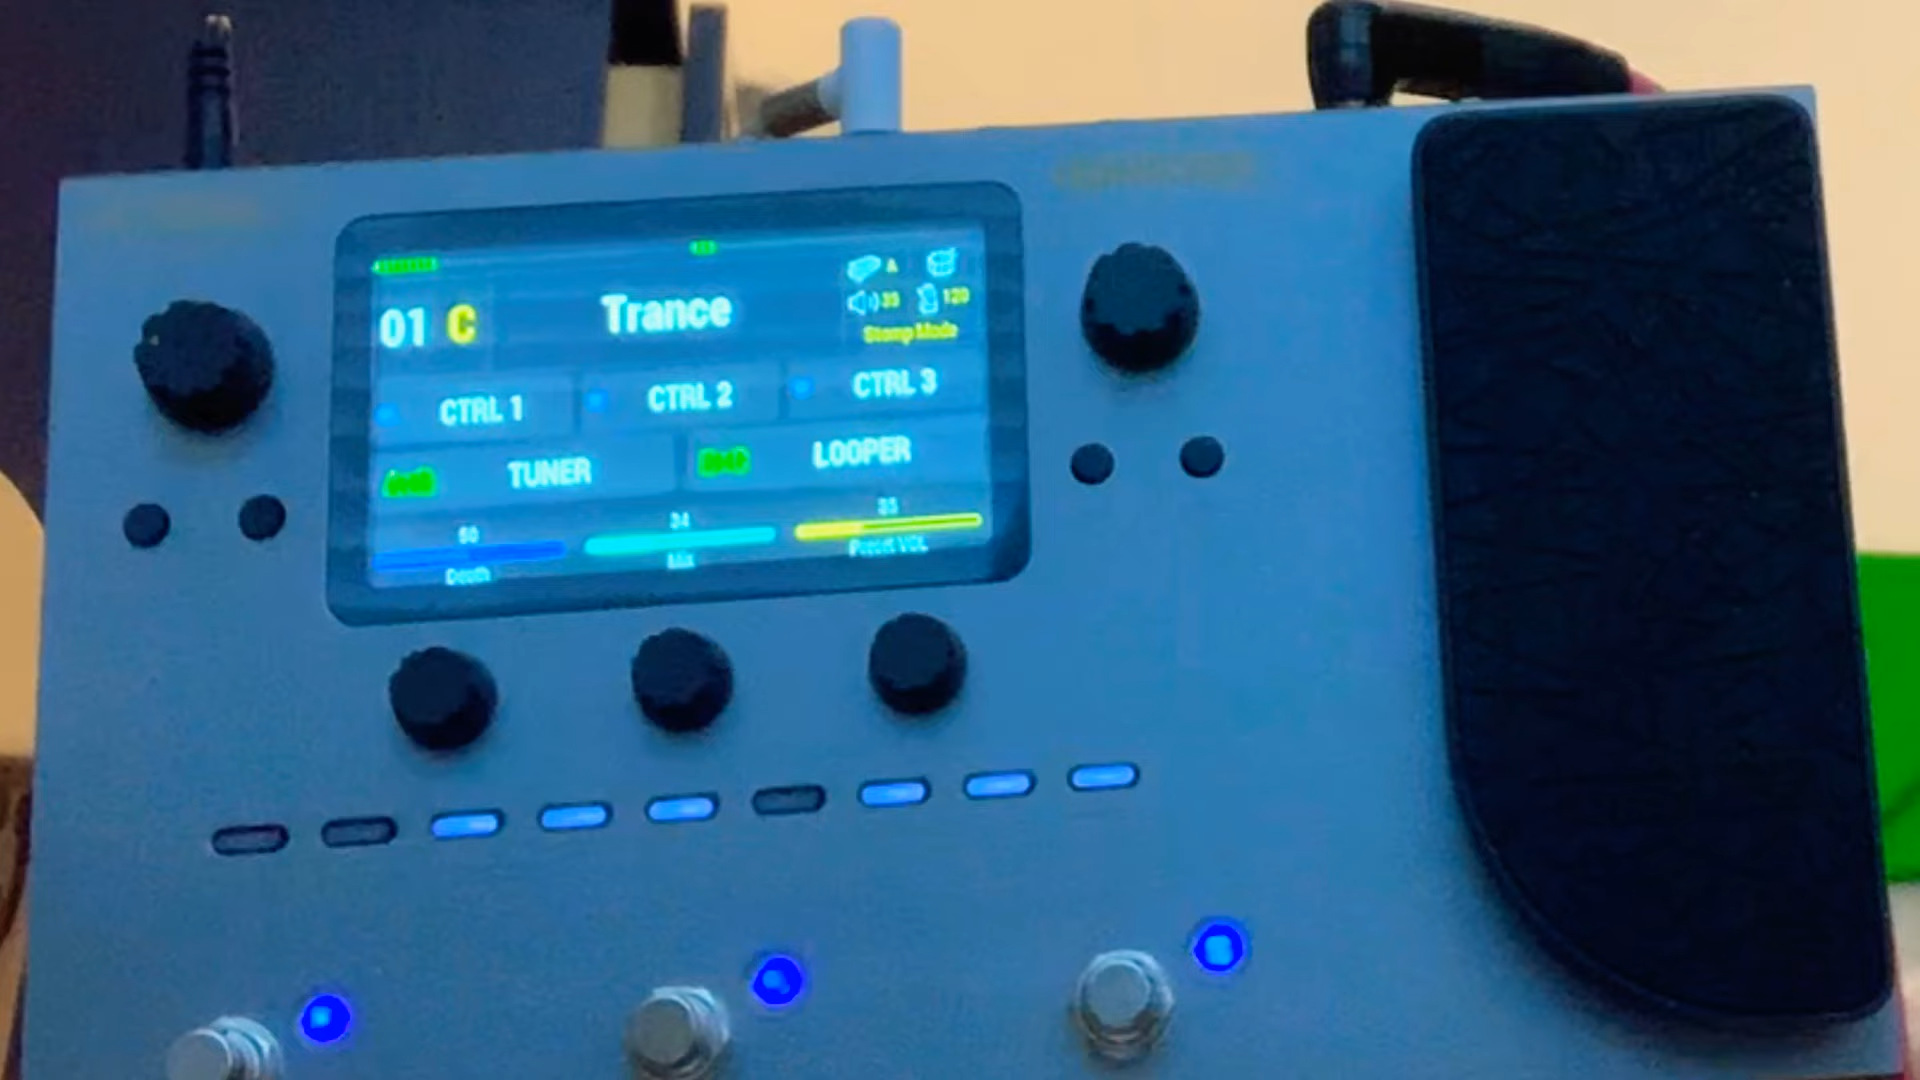 A
01 C Trance
35 120
Stomp Mode
CTRL 1 CTRL 2 CTRL 3
TUNER LOOPER
50 34
Depth Mix Preset VOL